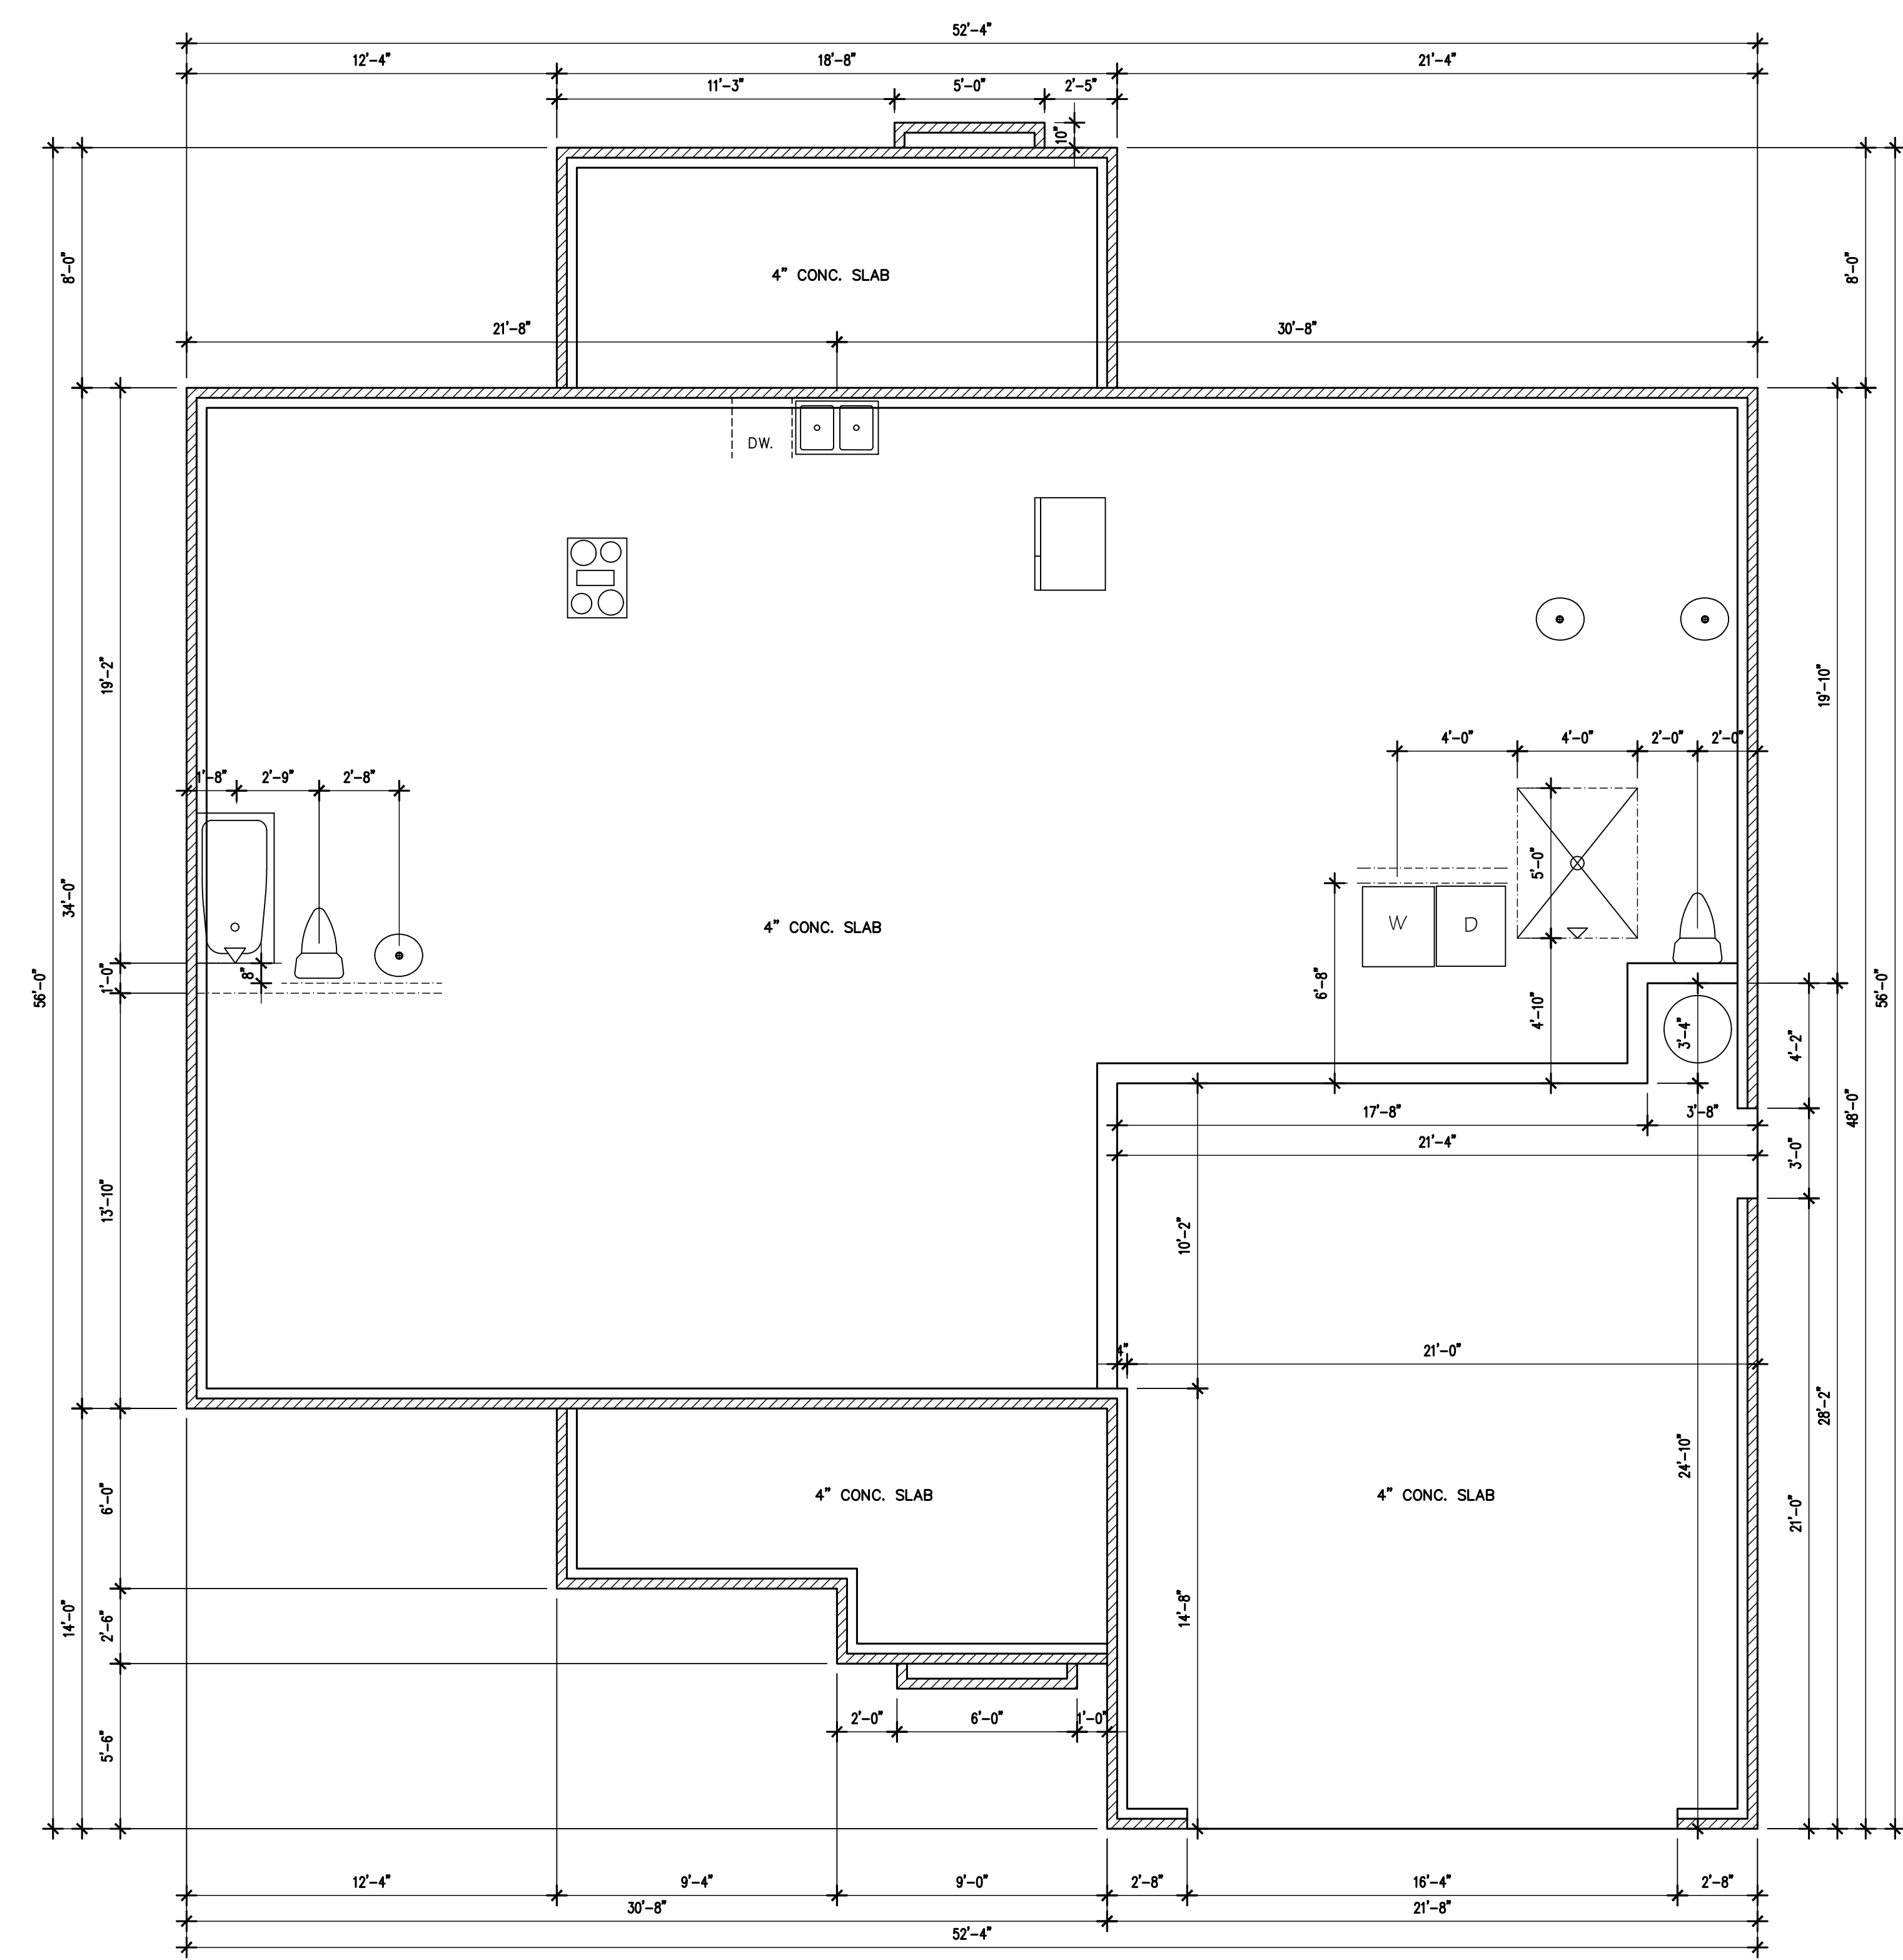 52'-4"
12'-4" 18'-8" 21'-4"
11'-3" 5'-0" 2'-5"
10"
8'-0" 4" CONC. SLAB 8'-0"
21'-8" 30'-8"
DW.
19'-2" 19'-10"
4'-0" 4'-0" 2'-0" 2'-0"
1'-8" 2'-9" 2'-8"
5'-0"
34'-0" 4" CONC. SLAB W D
56'-0" 1'-0" 8" 6'-8" 4'-10" 56'-0"
3'-4" 4'-2"
17'-8" 3'-8" 48'-0"
21'-4" 3'-0"
13'-10" 10'-2"
4" 21'-0" 28'-2"
24'-10"
6'-0" 4" CONC. SLAB 4" CONC. SLAB 21'-0"
14'-0" 2'-6" 14'-8"
2'-0" 6'-0" 1'-0"
5'-6"
12'-4" 9'-4" 9'-0" 2'-8" 16'-4" 2'-8"
30'-8" 21'-8"
52'-4"